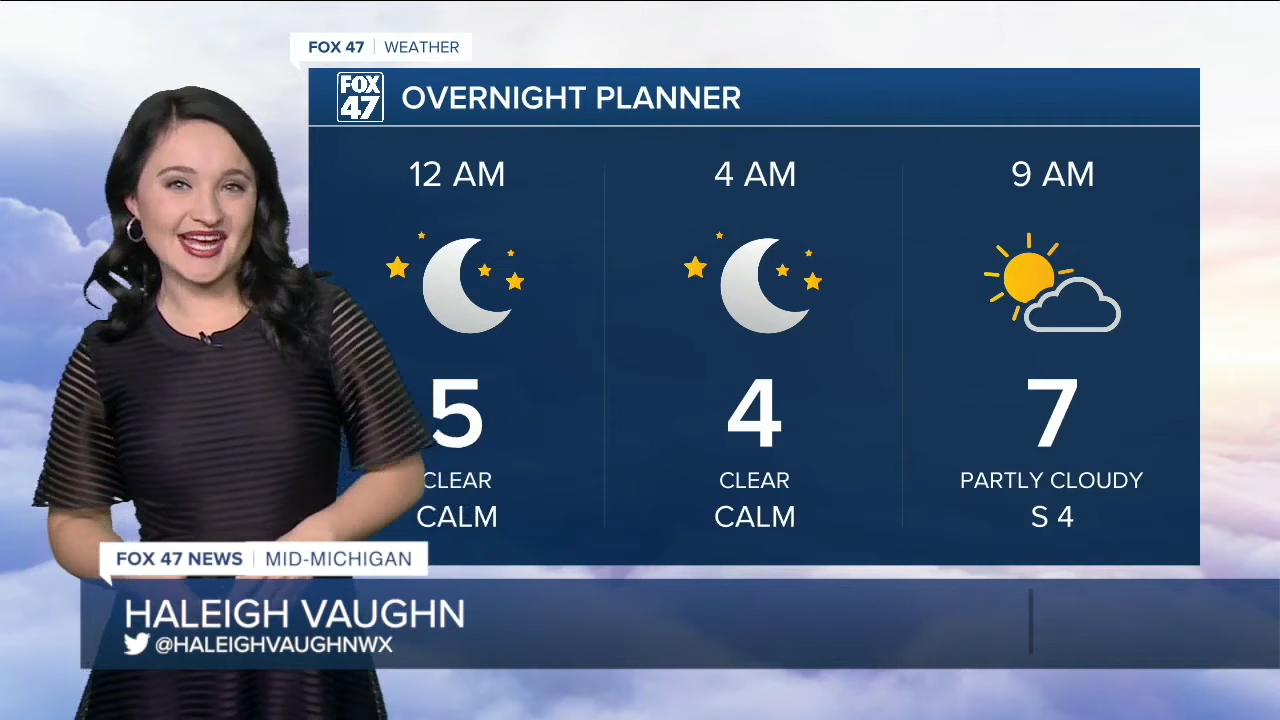 FOX 47 | WEATHER
FOX 47
OVERNIGHT PLANNER
12 AM
4 AM
9 AM
5
4
7
CLEAR
CLEAR
PARTLY CLOUDY
CALM
CALM
S 4
FOX 47 NEWS | MID-MICHIGAN
HALEIGH VAUGHN
@HALEIGHVAUGHNWX